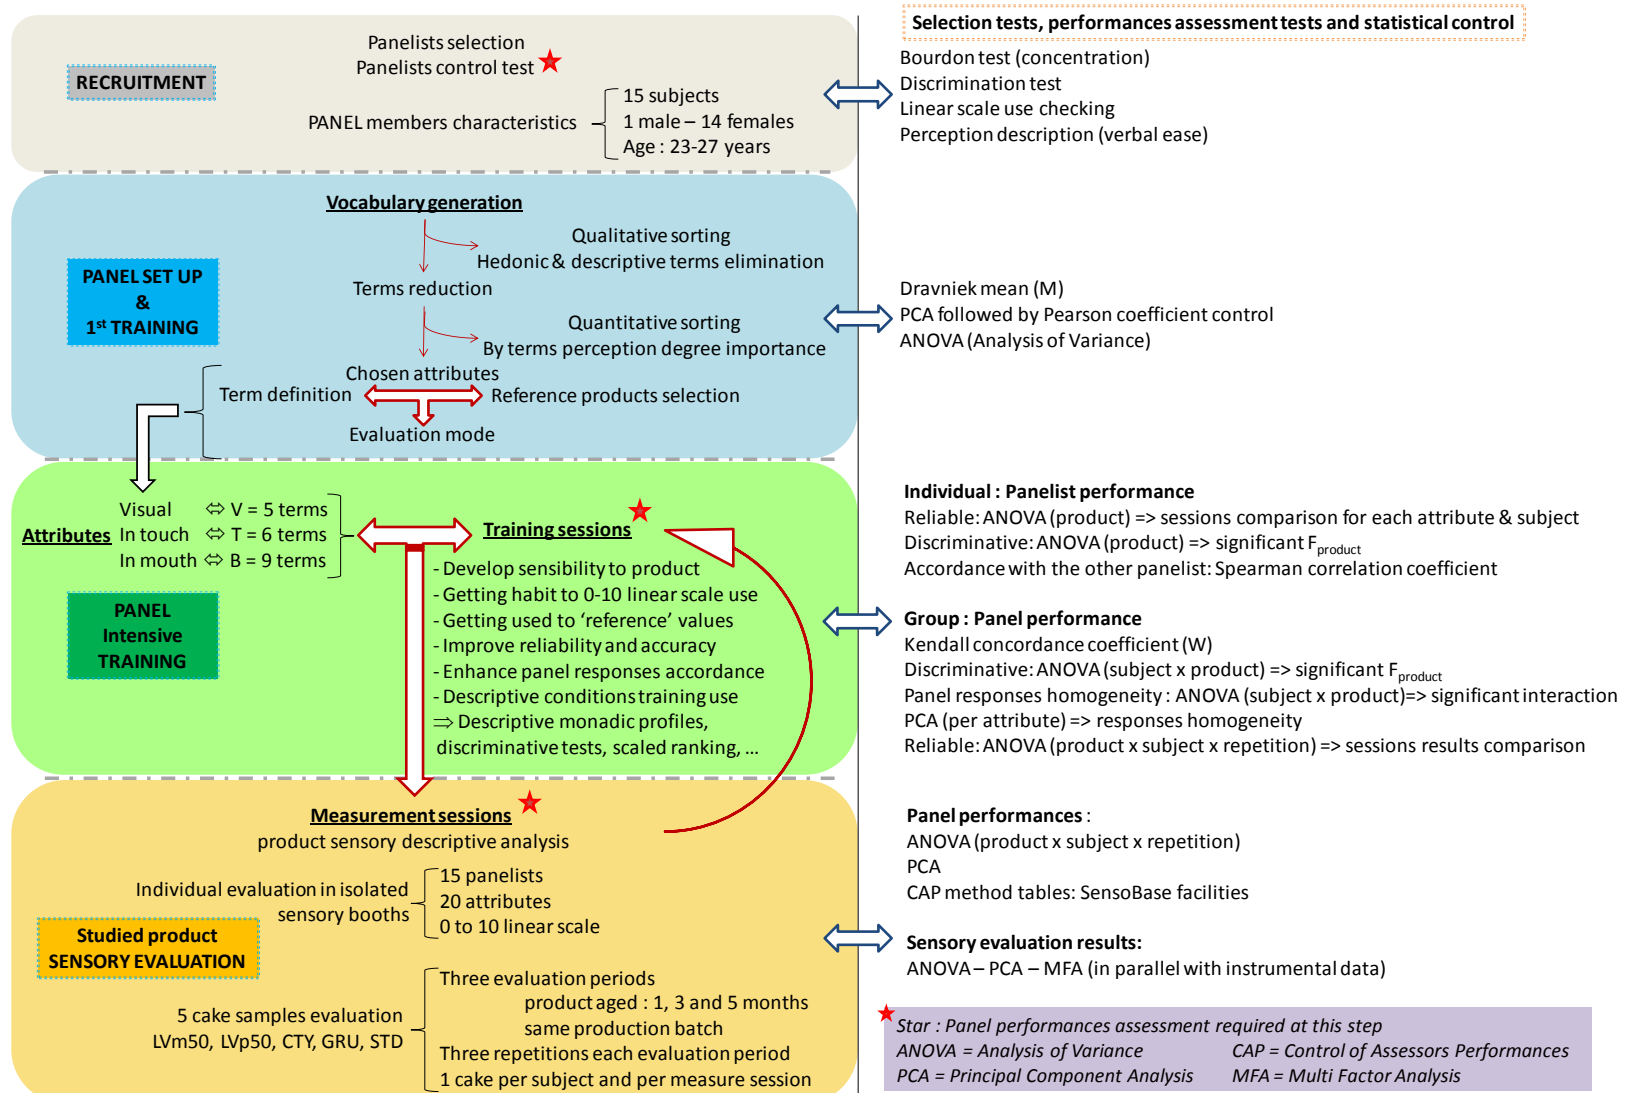 Selection tests, performances assessment tests and statistical control
Panelists selection
Panelists control test
RECRUITMENT
PANEL members characteristics
15 subjects
1 male – 14 females
Age : 23-27 years
Bourdon test (concentration)
Discrimination test
Linear scale use checking
Perception description (verbal ease)
Vocabulary generation
Qualitative sorting
Hedonic & descriptive terms elimination
PANEL SET UP
&
1st TRAINING
Terms reduction
Quantitative sorting
By terms perception degree importance
Chosen attributes
Term definition
Reference products selection
Evaluation mode
Dravniek mean (M)
PCA followed by Pearson coefficient control
ANOVA (Analysis of Variance)
Attributes
Visual ⇔ V = 5 terms
In touch ⇔ T = 6 terms
In mouth ⇔ B = 9 terms
PANEL
Intensive
TRAINING
Training sessions
- Develop sensibility to product
- Getting habit to 0-10 linear scale use
- Getting used to ‘reference’ values
- Improve reliability and accuracy
- Enhance panel responses accordance
- Descriptive conditions training use
⇒ Descriptive monadic profiles,
discriminative tests, scaled ranking, ...
Individual : Panelist performance
Reliable: ANOVA (product) => sessions comparison for each attribute & subject
Discriminative: ANOVA (product) => significant Fproduct
Accordance with the other panelist: Spearman correlation coefficient
Group : Panel performance
Kendall concordance coefficient (W)
Discriminative: ANOVA (subject x product) => significant Fproduct
Panel responses homogeneity : ANOVA (subject x product)=> significant interaction
PCA (per attribute) => responses homogeneity
Reliable: ANOVA (product x subject x repetition) => sessions results comparison
Measurement sessions
product sensory descriptive analysis
Individual evaluation in isolated
sensory booths
15 panelists
20 attributes
0 to 10 linear scale
Studied product
SENSORY EVALUATION
5 cake samples evaluation
LVm50, LVp50, CTY, GRU, STD
Three evaluation periods
product aged : 1, 3 and 5 months
same production batch
Three repetitions each evaluation period
1 cake per subject and per measure session
Panel performances :
ANOVA (product x subject x repetition)
PCA
CAP method tables: SensoBase facilities
Sensory evaluation results:
ANOVA – PCA – MFA (in parallel with instrumental data)
Star : Panel performances assessment required at this step
ANOVA = Analysis of Variance CAP = Control of Assessors Performances
PCA = Principal Component Analysis MFA = Multi Factor Analysis